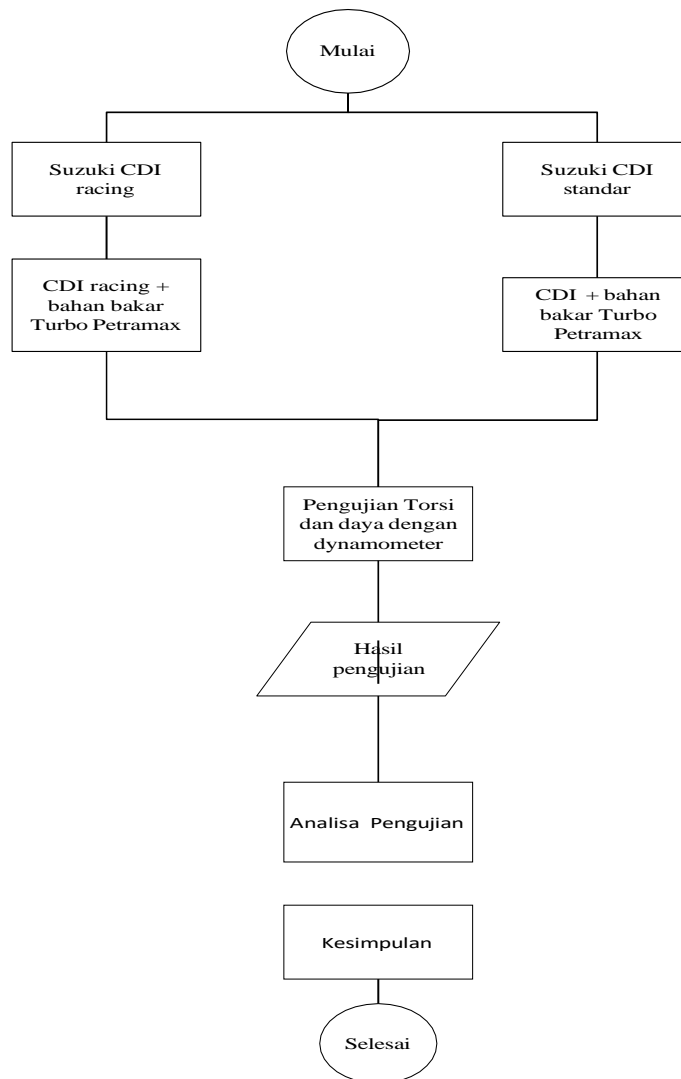 Mulai
Suzuki CDI
racing
Suzuki CDI
standar
CDI racing +
bahan bakar
Turbo Petramax
CDI + bahan
bakar Turbo
Petramax
Pengujian Torsi
dan daya dengan
dynamometer
Hasil
pengujian
Analisa Pengujian
Kesimpulan
Selesai